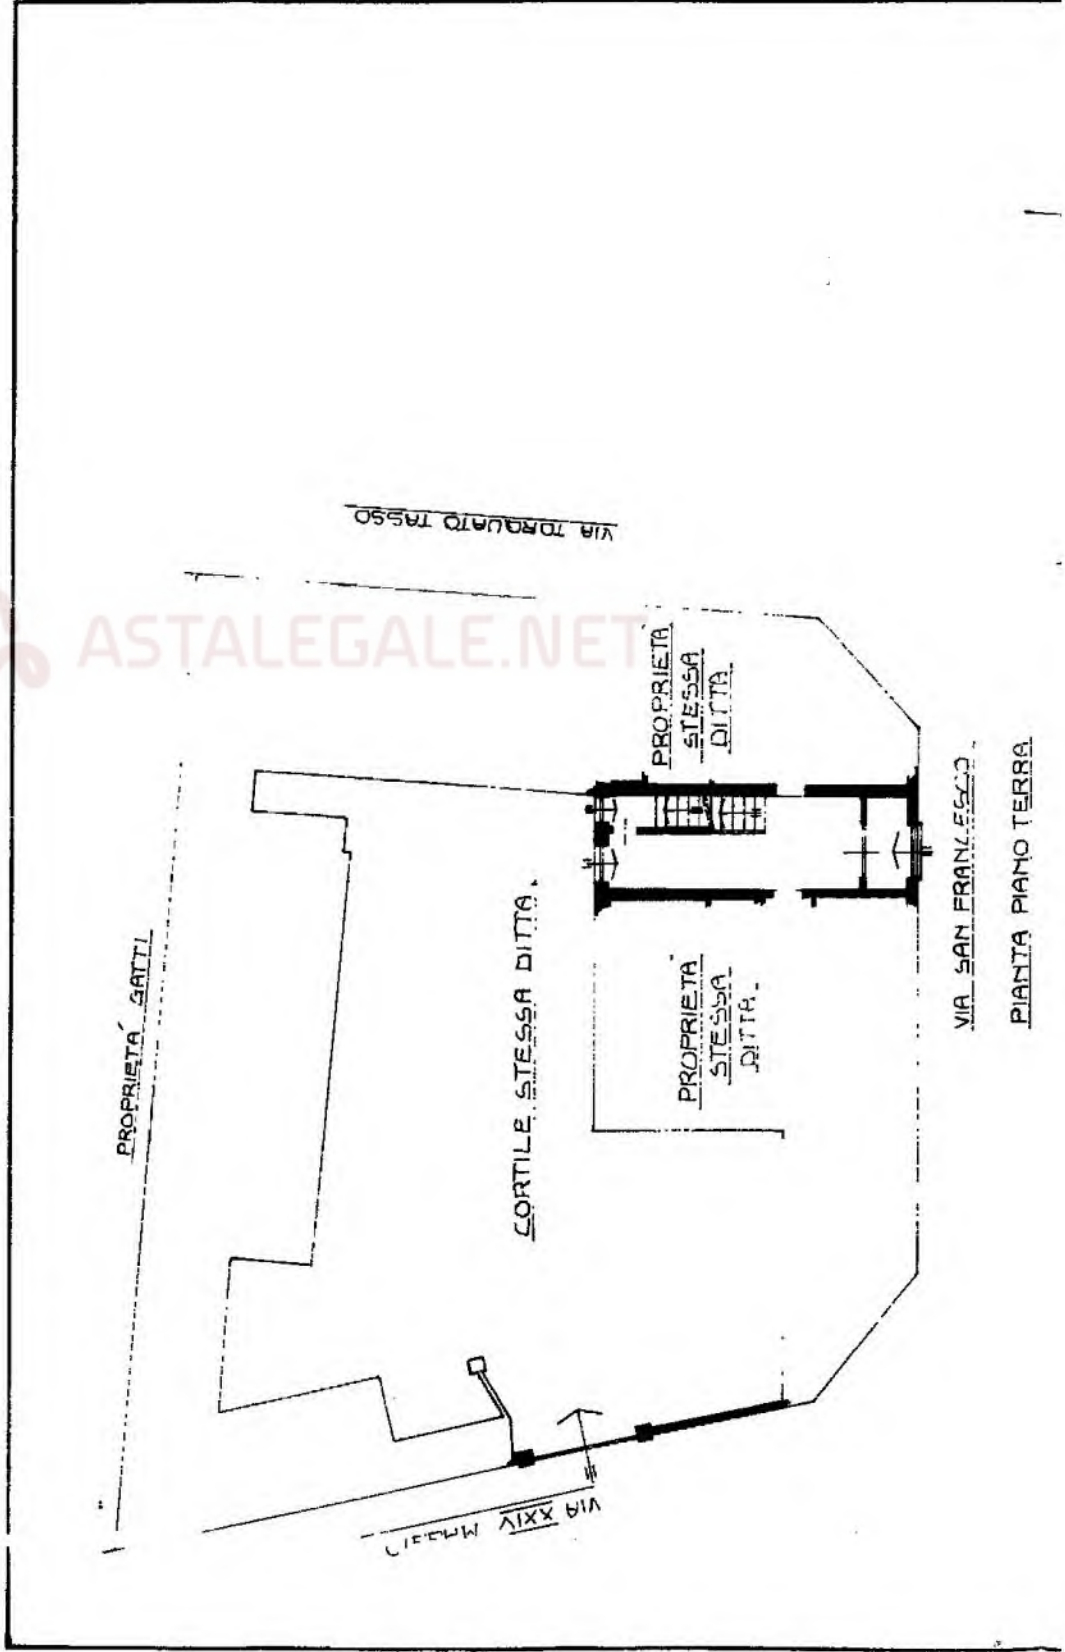 VIA TORQUATO TASSO
ASTALEGALE.NET
PROPRIETÁ GATTI
PROPRIETA
STESSA
DITTA
CORTILE STESSA DITTA.
PROPRIETA'
STESSA
DITTA.
VIA XXIV
VIA SAN FRANCESCO
PIANTA PIANO TERRA